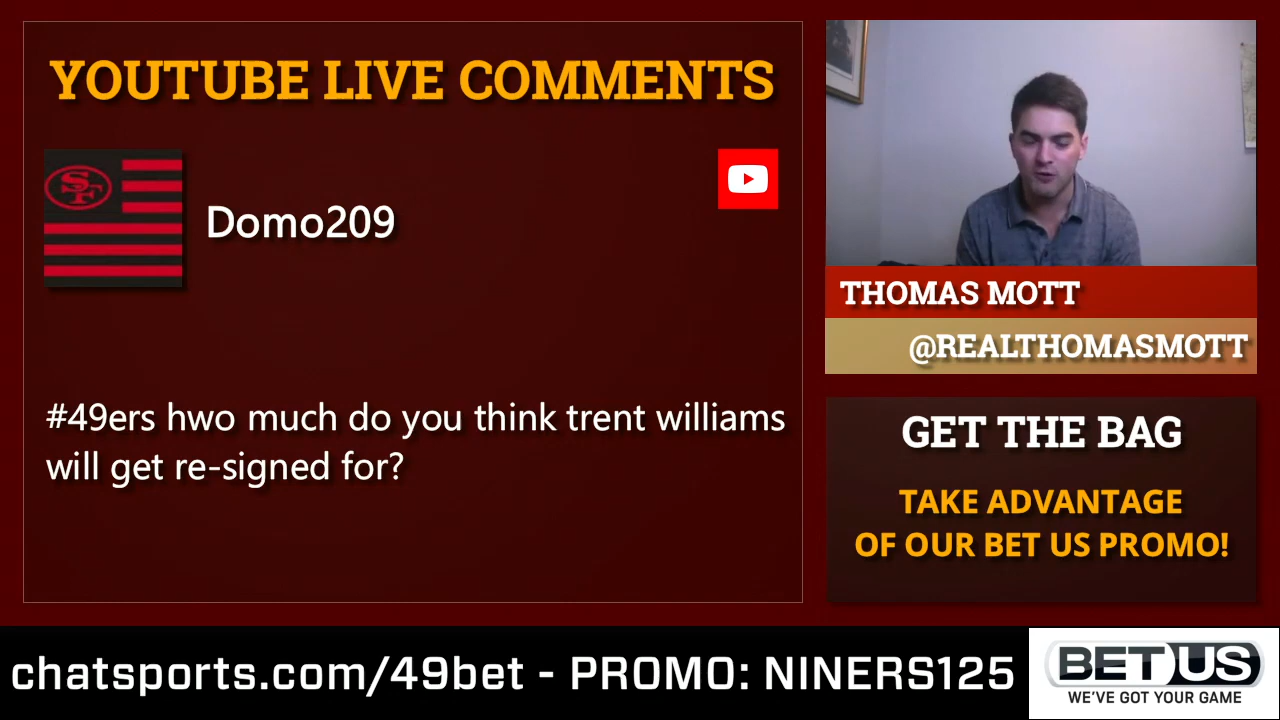 YOUTUBE LIVE COMMENTS
SF
Domo209
#49ers hwo much do you think trent williams
will get re-signed for?
THOMAS MOTT
@REALTHOMASMOTT
GET THE BAG
TAKE ADVANTAGE
OF OUR BET US PROMO!
chatsports.com/49bet - PROMO: NINERS125
BETUS
WE'VE GOT YOUR GAME